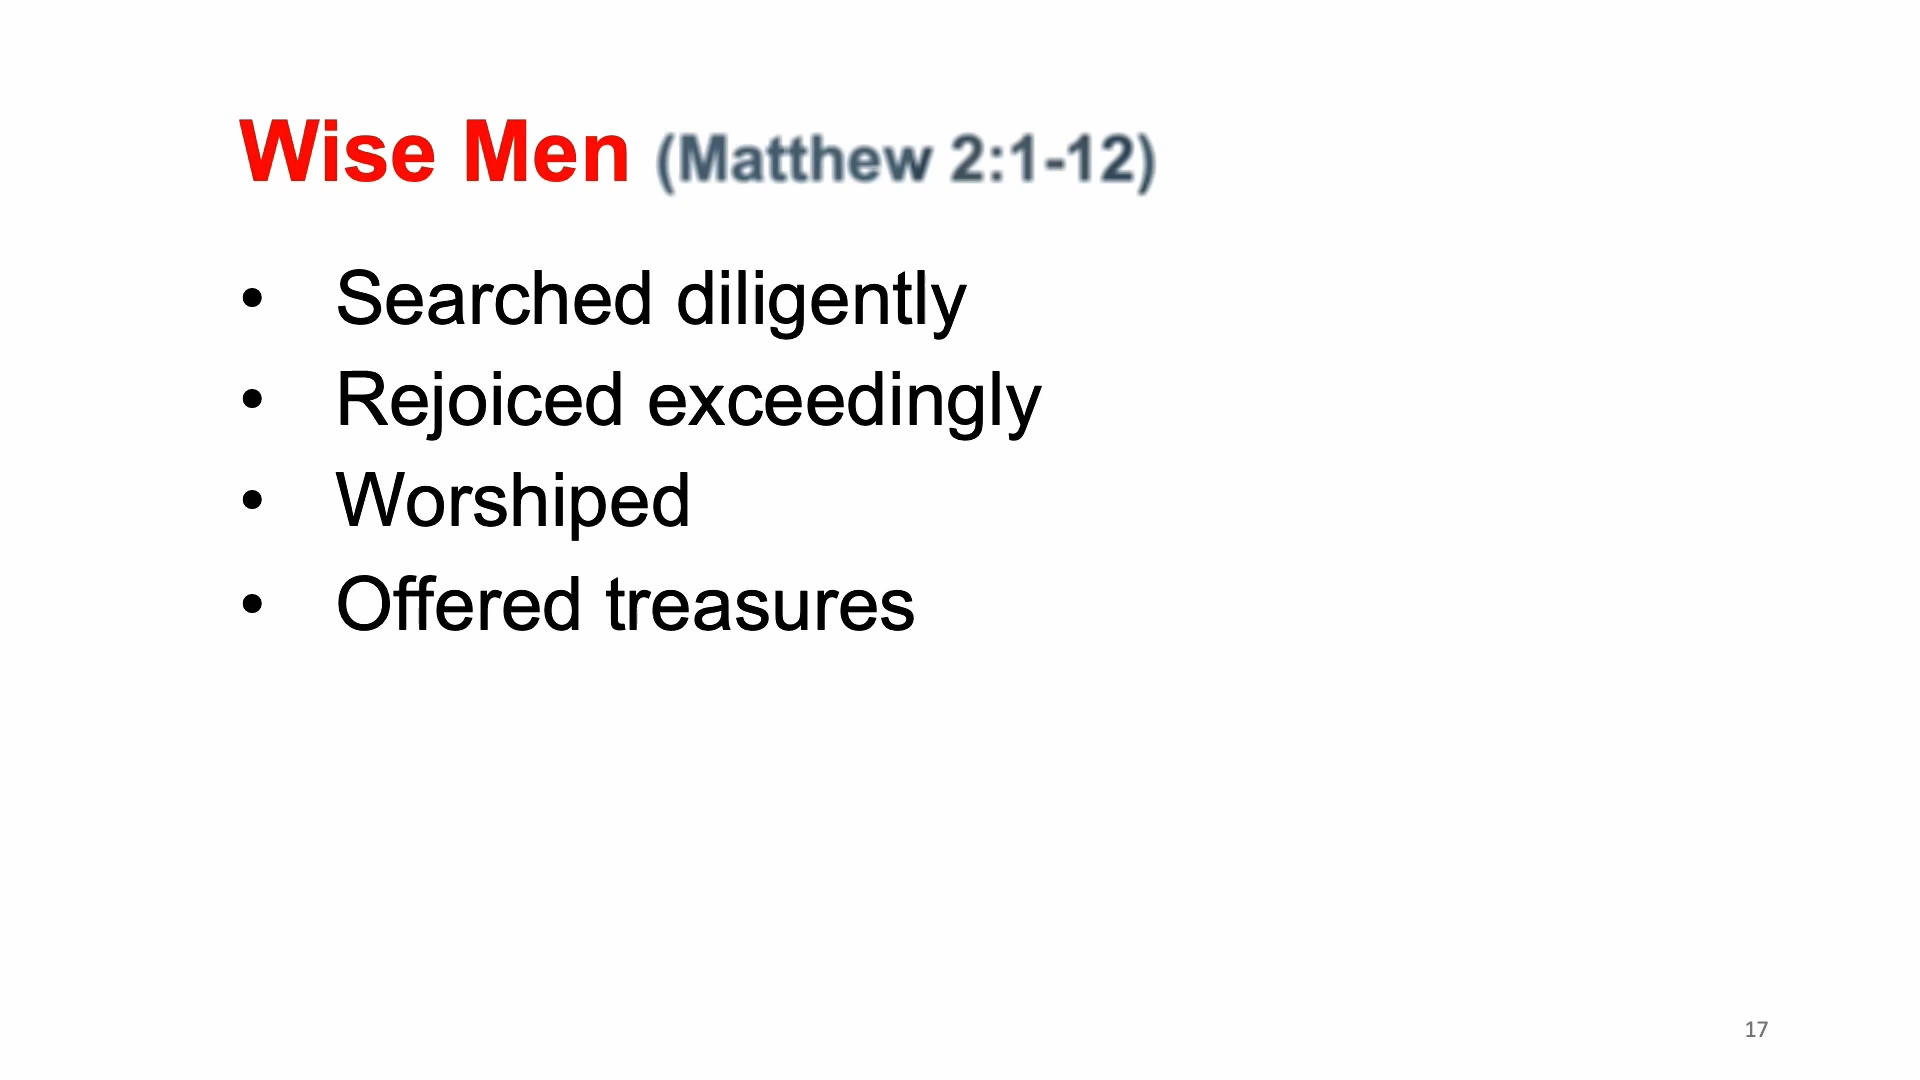 Wise Men (Matthew 2:1-12)
• Searched diligently
• Rejoiced exceedingly
• Worshiped
• Offered treasures
17